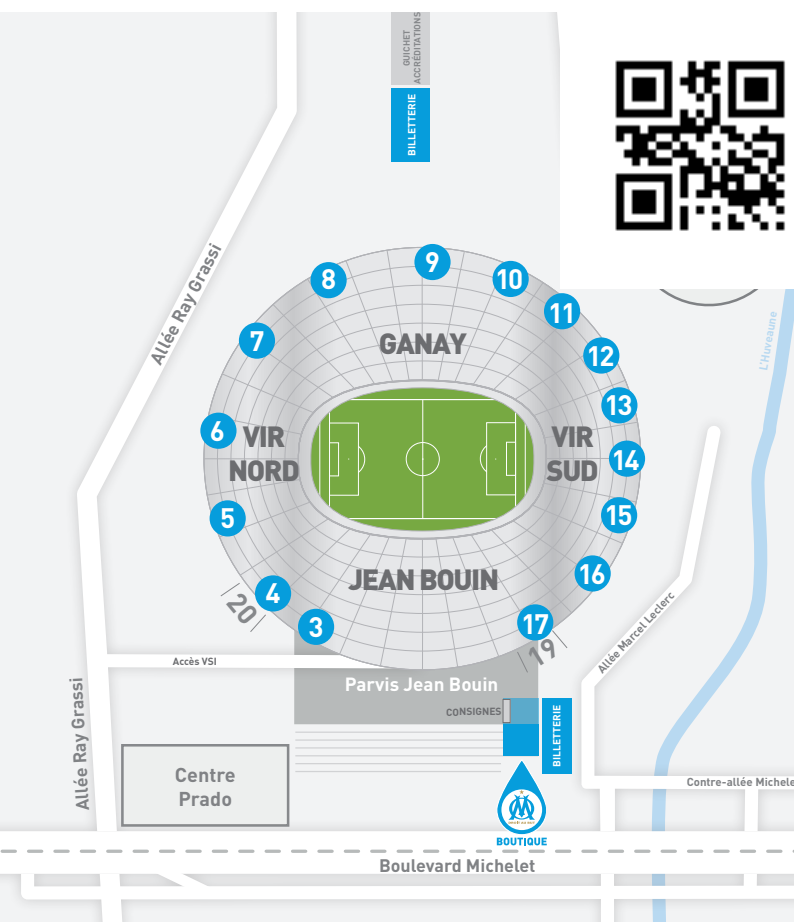 GUICHET
ACCRÉDITATIONS
BILLETTERIE
Allée Ray Grassi
L'Huveaune
9
8
10
11
7
GANAY
12
13
6
VIR
NORD
VIR
SUD
14
5
15
16
JEAN BOUIN
4
20
3
17
19
Allée Marcel Leclerc
Accès VSI
Parvis Jean Bouin
CONSIGNES
BILLETTERIE
Allée Ray Grassi
Centre
Prado
Contre-allée Michele
BOUTIQUE
Boulevard Michelet